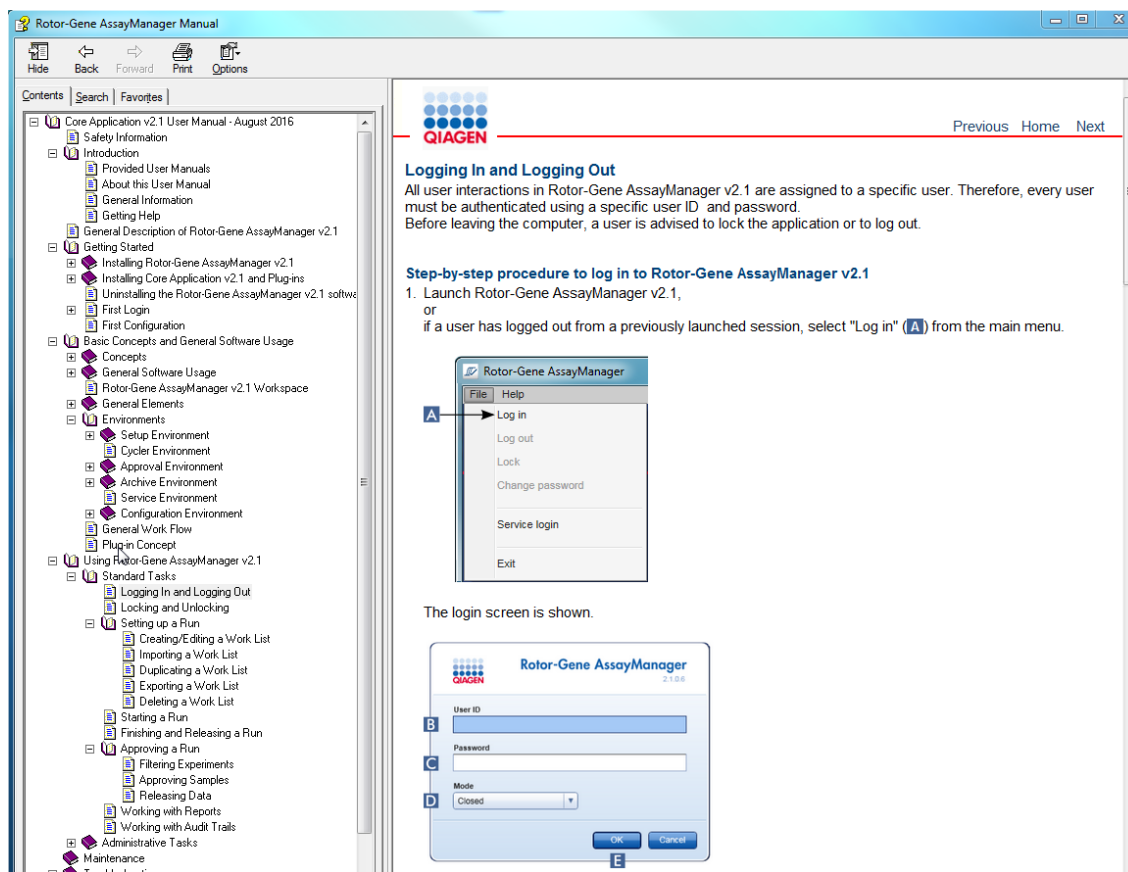 Rotor-Gene AssayManager Manual
Hide Back Forward Print Options
Contents Search Favorites
Core Application v2.1 User Manual - August 2016
Safety Information
Introduction
Provided User Manuals
About this User Manual
General Information
Getting Help
General Description of Rotor-Gene AssayManager v2.1
Getting Started
Installing Rotor-Gene AssayManager v2.1
Installing Core Application v2.1 and Plug-ins
Uninstalling the Rotor-Gene AssayManager v2.1 softwa
First Login
First Configuration
Basic Concepts and General Software Usage
Concepts
General Software Usage
Rotor-Gene AssayManager v2.1 Workspace
General Elements
Environments
Setup Environment
Cycler Environment
Approval Environment
Archive Environment
Service Environment
Configuration Environment
General Work Flow
Plug-in Concept
Using Rotor-Gene AssayManager v2.1
Standard Tasks
Logging In and Logging Out
Locking and Unlocking
Setting up a Run
Creating/Editing a Work List
Importing a Work List
Duplicating a Work List
Exporting a Work List
Deleting a Work List
Starting a Run
Finishing and Releasing a Run
Approving a Run
Filtering Experiments
Approving Samples
Releasing Data
Working with Reports
Working with Audit Trails
Administrative Tasks
Maintenance
QIAGEN
Previous Home Next
Logging In and Logging Out
All user interactions in Rotor-Gene AssayManager v2.1 are assigned to a specific user. Therefore, every user
must be authenticated using a specific user ID and password.
Before leaving the computer, a user is advised to lock the application or to log out.
Step-by-step procedure to log in to Rotor-Gene AssayManager v2.1
1. Launch Rotor-Gene AssayManager v2.1,
or
if a user has logged out from a previously launched session, select "Log in" (A) from the main menu.
Rotor-Gene AssayManager
File Help
A Log in
Log out
Lock
Change password
Service login
Exit
The login screen is shown.
QIAGEN
Rotor-Gene AssayManager
2.1.0.6
User ID
B
Password
C
Mode
D Closed
OK Cancel
E